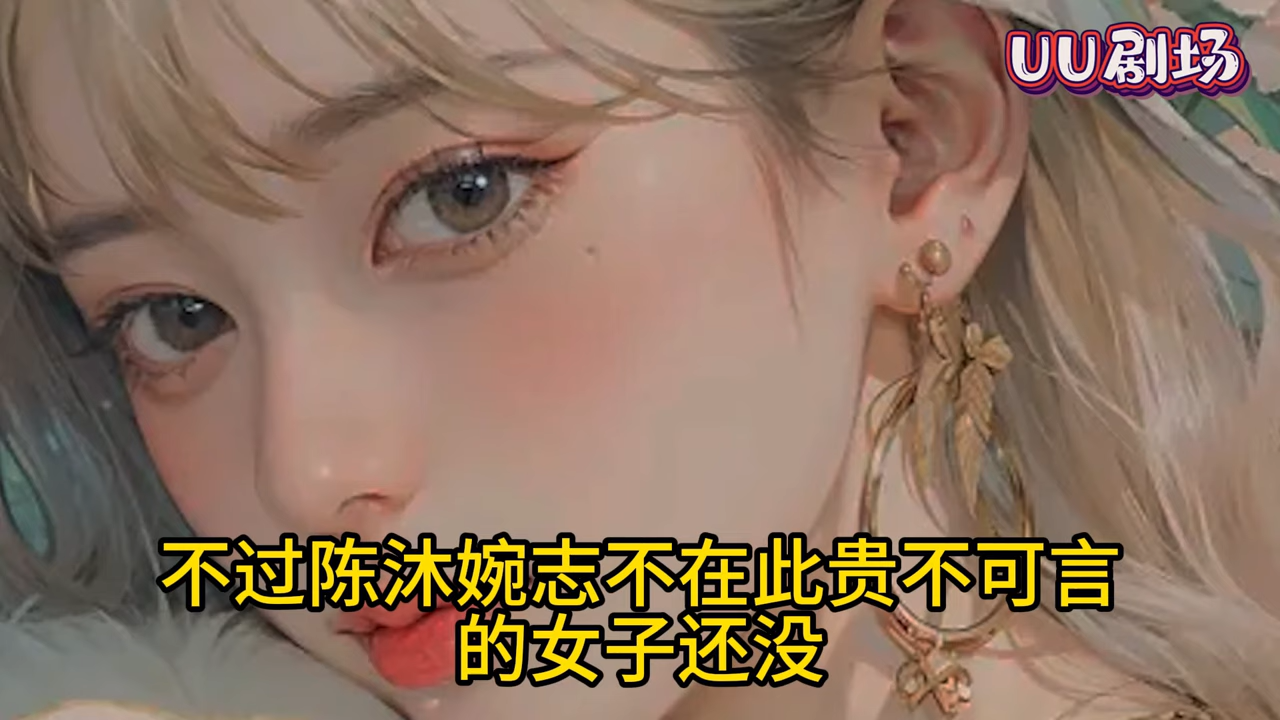 UU剧场
不过陈沐婉志不在此贵不可言
的女子还没